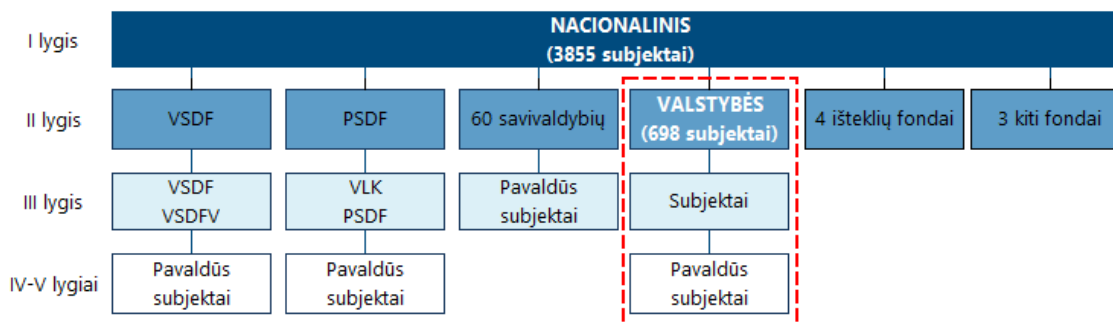 I lygis
NACIONALINIS
(3855 subjektai)
II lygis
VSDF
PSDF
60 savivaldybių
VALSTYBĖS
(698 subjektai)
4 išteklių fondai
3 kiti fondai
III lygis
VSDF
VSDFV
VLK
PSDF
Pavaldūs
subjektai
Subjektai
IV-V lygiai
Pavaldūs
subjektai
Pavaldūs
subjektai
Pavaldūs
subjektai